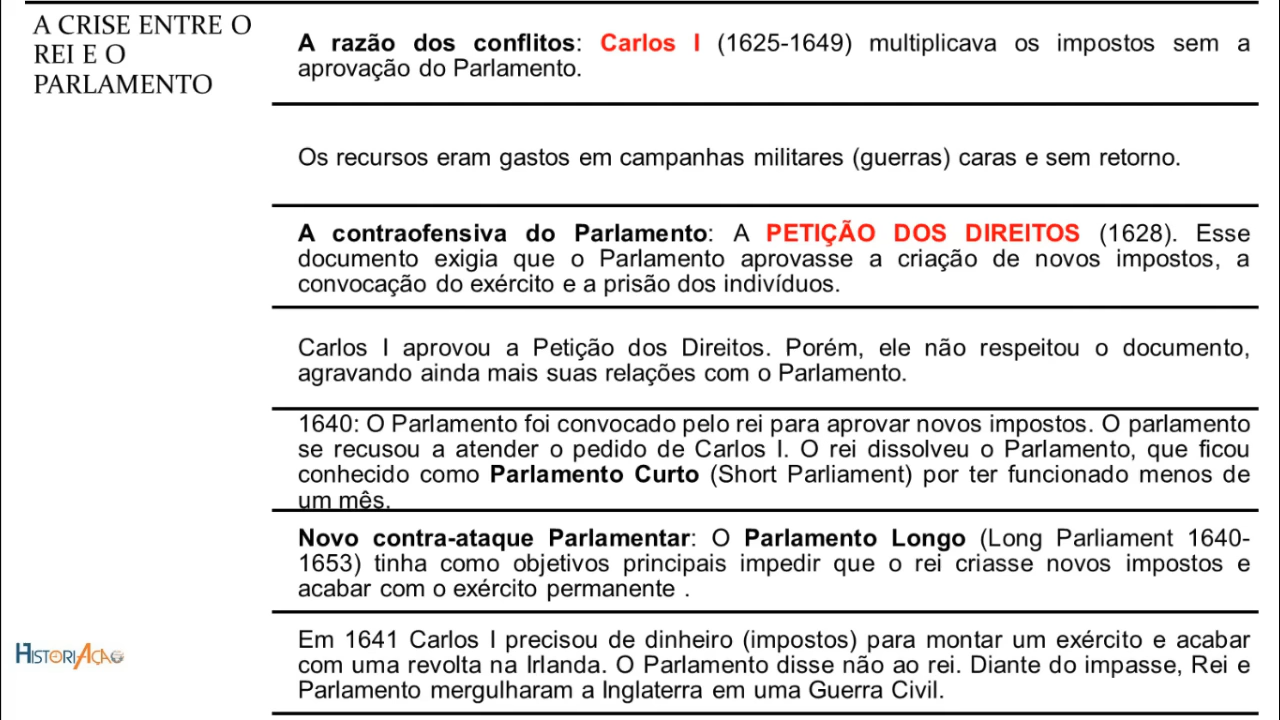 A CRISE ENTRE O
REI E O
PARLAMENTO
A razão dos conflitos: Carlos I (1625-1649) multiplicava os impostos sem a
aprovação do Parlamento.
Os recursos eram gastos em campanhas militares (guerras) caras e sem retorno.
A contraofensiva do Parlamento: A PETIÇÃO DOS DIREITOS (1628). Esse
documento exigia que o Parlamento aprovasse a criação de novos impostos, a
convocação do exército e a prisão dos indivíduos.
Carlos I aprovou a Petição dos Direitos. Porém, ele não respeitou o documento,
agravando ainda mais suas relações com o Parlamento.
1640: O Parlamento foi convocado pelo rei para aprovar novos impostos. O parlamento
se recusou a atender o pedido de Carlos I. O rei dissolveu o Parlamento, que ficou
conhecido como Parlamento Curto (Short Parliament) por ter funcionado menos de
um mês.
Novo contra-ataque Parlamentar: O Parlamento Longo (Long Parliament 1640-
1653) tinha como objetivos principais impedir que o rei criasse novos impostos e
acabar com o exército permanente .
Em 1641 Carlos I precisou de dinheiro (impostos) para montar um exército e acabar
com uma revolta na Irlanda. O Parlamento disse não ao rei. Diante do impasse, Rei e
Parlamento mergulharam a Inglaterra em uma Guerra Civil.
HISTORIAÇÃO